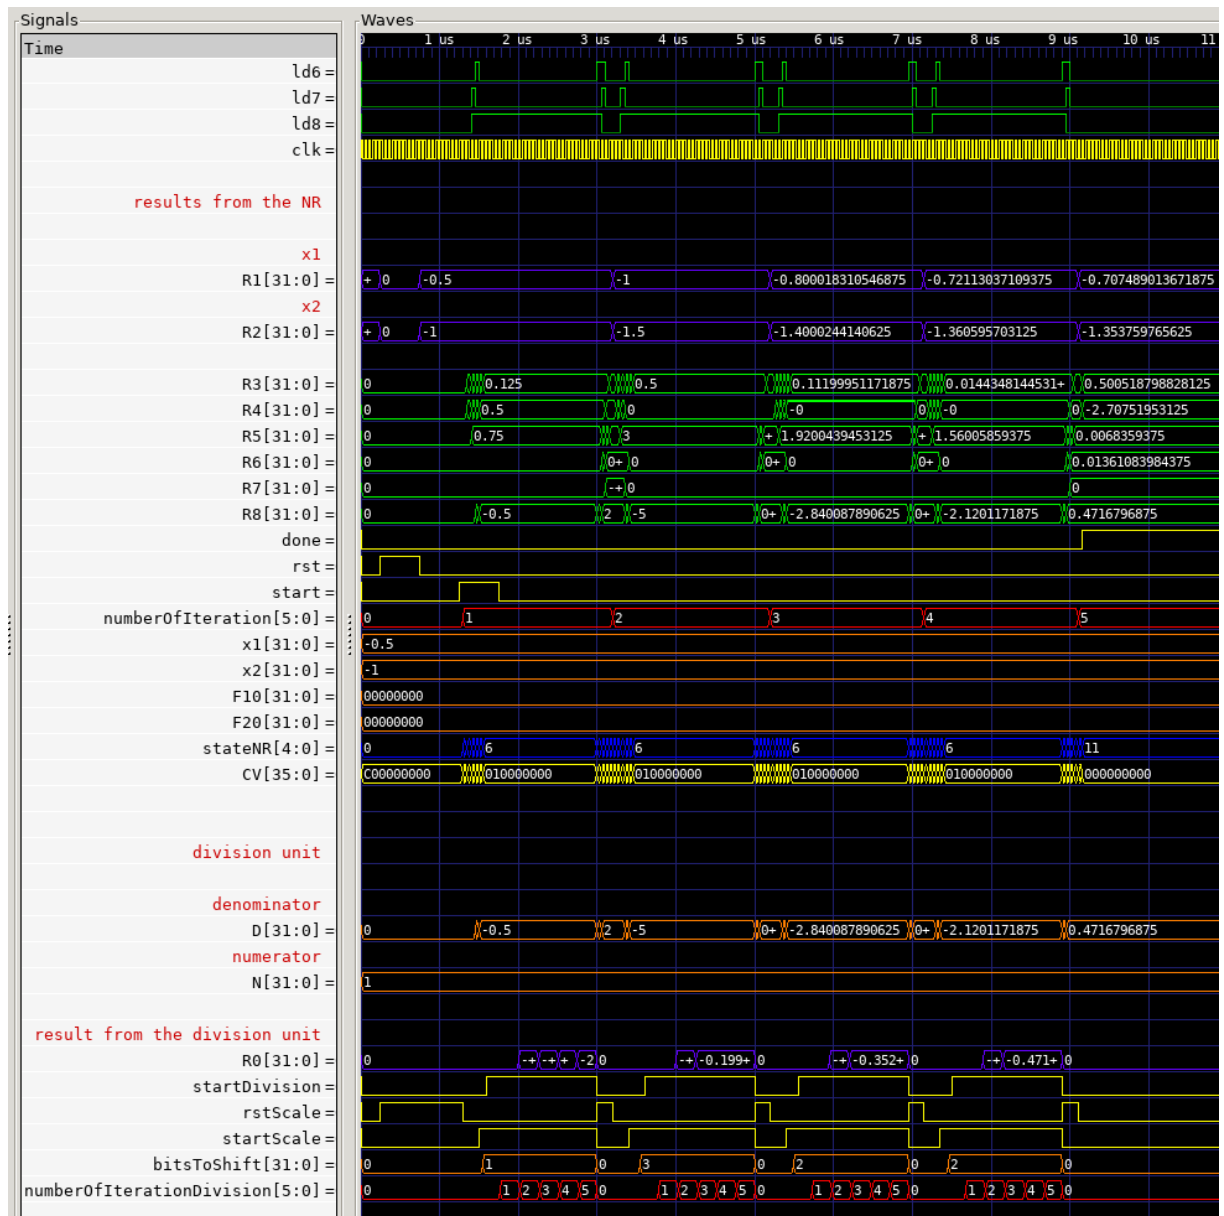 Signals Waves
Time 0 1 us 2 us 3 us 4 us 5 us 6 us 7 us 8 us 9 us 10 us 11
ld6 =
ld7 =
ld8 =
clk =
results from the NR
x1
R1[31:0] = + 0 -0.5 -1 -0.800018310546875 -0.72113037109375 -0.707489013671875
x2
R2[31:0] = + 0 -1 -1.5 -1.4000244140625 -1.360595703125 -1.353759765625
R3[31:0] = 0 0.125 0.5 0.11199951171875 0.0144348144531+ 0.500518798828125
R4[31:0] = 0 0.5 0 -0 0 -0 0 -2.70751953125
R5[31:0] = 0 0.75 3 + 1.9200439453125 + 1.56005859375 0.0068359375
R6[31:0] = 0 0+ 0 0+ 0 0+ 0 0.01361083984375
R7[31:0] = 0 -+ 0 0
R8[31:0] = 0 -0.5 2 -5 0+ -2.840087890625 0+ -2.1201171875 0.4716796875
done =
rst =
start =
numberOfIteration[5:0] = 0 1 2 3 4 5
x1[31:0] = -0.5
x2[31:0] = -1
F10[31:0] = 00000000
F20[31:0] = 00000000
stateNR[4:0] = 0 6 6 6 6 11
CV[35:0] = C00000000 010000000 010000000 010000000 010000000 000000000
division unit
denominator
D[31:0] = 0 -0.5 2 -5 0+ -2.840087890625 0+ -2.1201171875 0.4716796875
numerator
N[31:0] = 1
result from the division unit
R0[31:0] = 0 -+ -+ + -2 0 -+ -0.199+ 0 -+ -0.352+ 0 -+ -0.471+ 0
startDivision =
rstScale =
startScale =
bitsToShift[31:0] = 0 1 0 3 0 2 0 2 0
numberOfIterationDivision[5:0] = 0 1 2 3 4 5 0 1 2 3 4 5 0 1 2 3 4 5 0 1 2 3 4 5 0